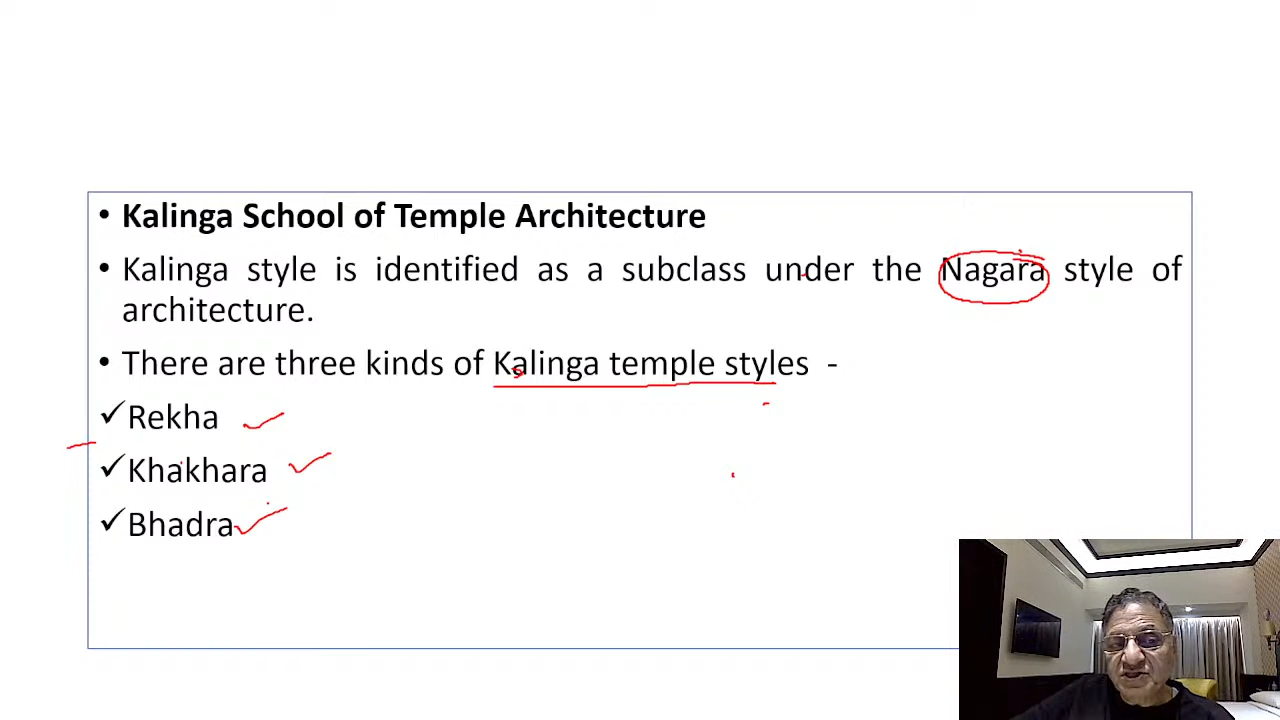 • Kalinga School of Temple Architecture
• Kalinga style is identified as a subclass under the Nagara style of
architecture.
• There are three kinds of Kalinga temple styles -
✓Rekha
✓Khakhara
✓Bhadra